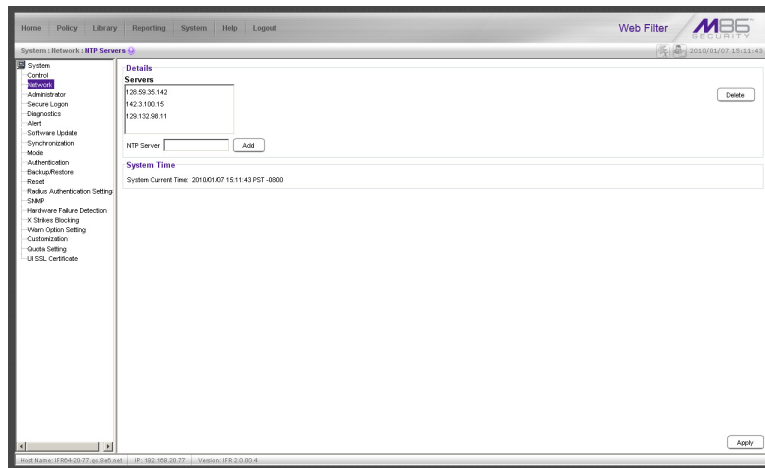 Home Policy Library Reporting System Help Logout
Web Filter
M86 SECURITY
System : Network : NTP Servers
2010/01/07 15:11:43
System
Control
Network
Administrator
Secure Logon
Diagnostics
Alert
Software Update
Synchronization
Mode
Authentication
Backup/Restore
Reset
Radius Authentication Setting
SNMP
Hardware Failure Detection
X Strikes Blocking
Warn Option Setting
Customization
Quota Setting
UI SSL Certificate
Details
Servers
128.59.35.142
142.3.100.15
129.132.98.11
Delete
NTP Server
Add
System Time
System Current Time: 2010/01/07 15:11:43 PST -0800
Apply
Host Name: IFR64-20-77.qc.8e6.net IP: 192.168.20.77 Version: IFR 2.0.00.4